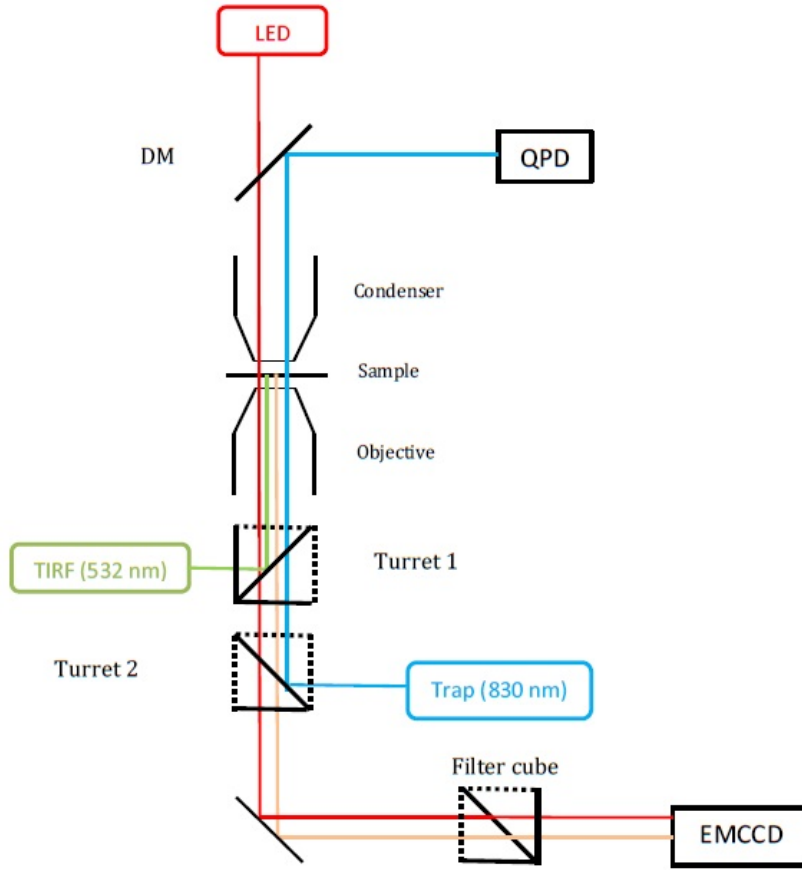 LED
DM
QPD
Condenser
Sample
Objective
TIRF (532 nm)
Turret 1
Turret 2
Trap (830 nm)
Filter cube
EMCCD